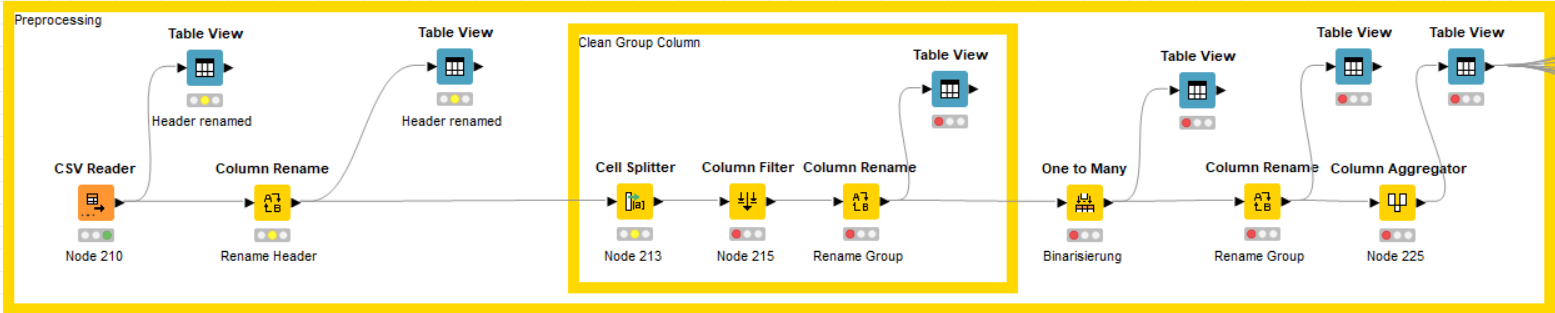 Preprocessing
Table View
Header renamed
Table View
Header renamed
CSV Reader
Node 210
Column Rename
Rename Header
Clean Group Column
Table View
Cell Splitter
Node 213
Column Filter
Node 215
Column Rename
Rename Group
Table View
One to Many
Binarisierung
Table View
Column Rename
Rename Group
Table View
Column Aggregator
Node 225